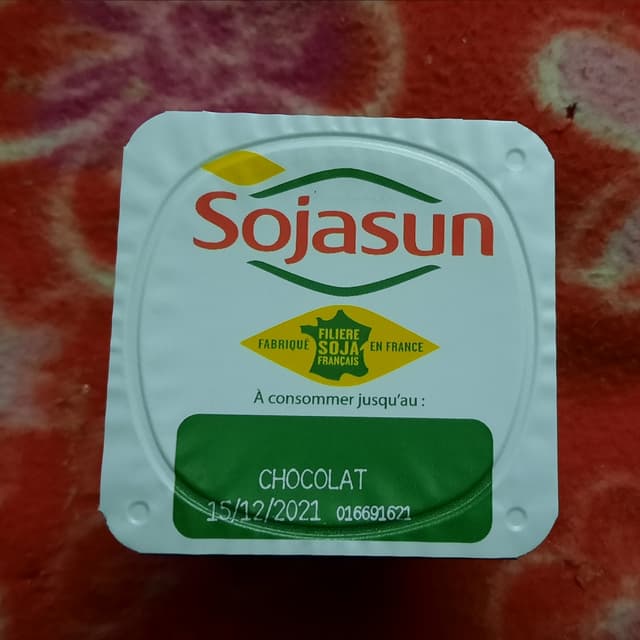 Sojasun
FABRIQUÉ FILIERE SOJA FRANÇAIS EN FRANCE
À consommer jusqu'au :
CHOCOLAT
15/12/2021 016691621